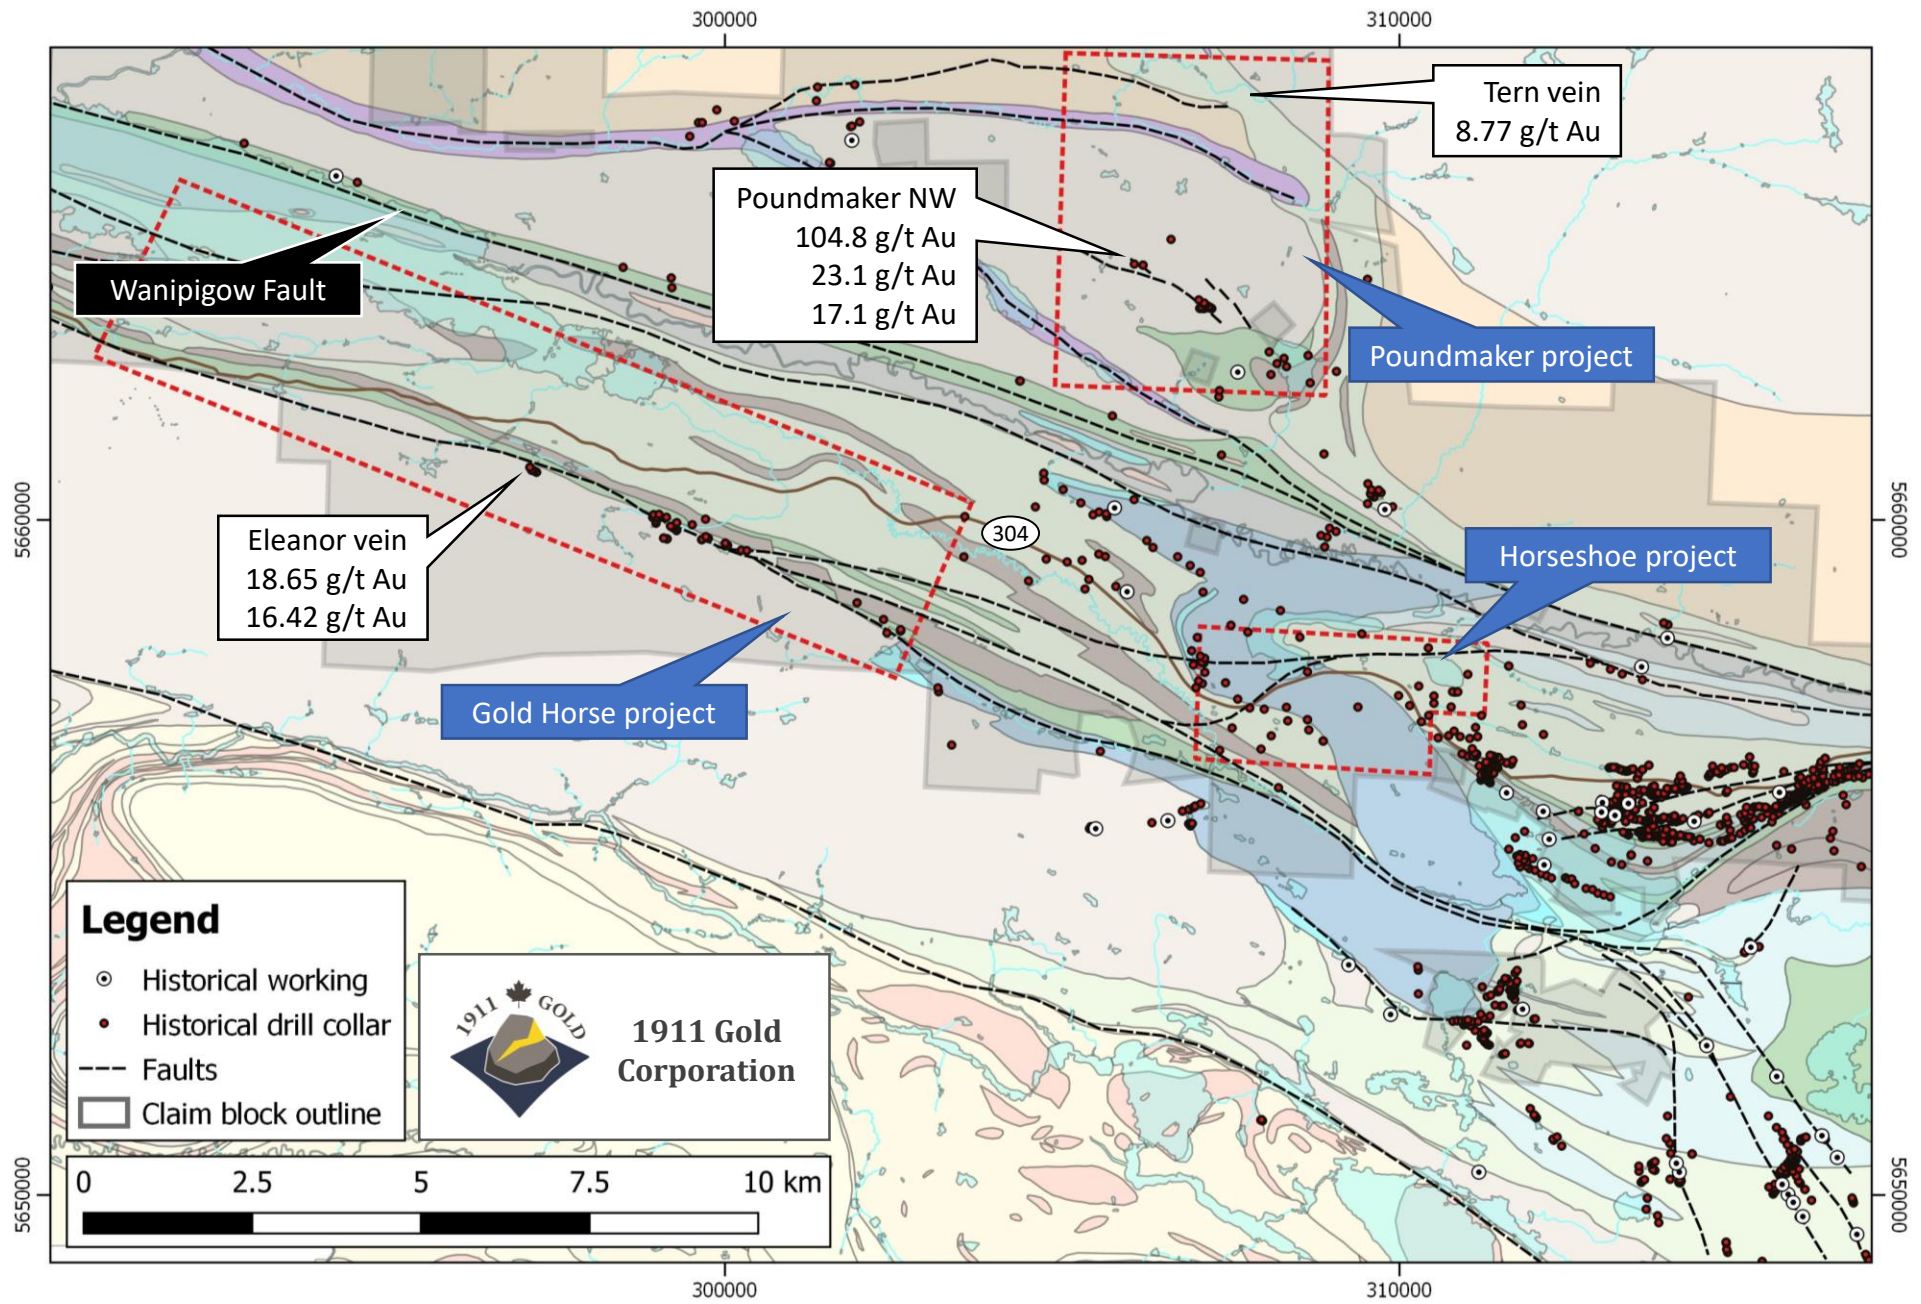 300000
310000
Tern vein
8.77 g/t Au
Poundmaker NW
104.8 g/t Au
23.1 g/t Au
17.1 g/t Au
Wanipigow Fault
Poundmaker project
5660000
5660000
304
Eleanor vein
18.65 g/t Au
16.42 g/t Au
Horseshoe project
Gold Horse project
Legend
Historical working
Historical drill collar
Faults
Claim block outline
1911 GOLD
1911 Gold
Corporation
0 2.5 5 7.5 10 km
5650000
5650000
300000
310000